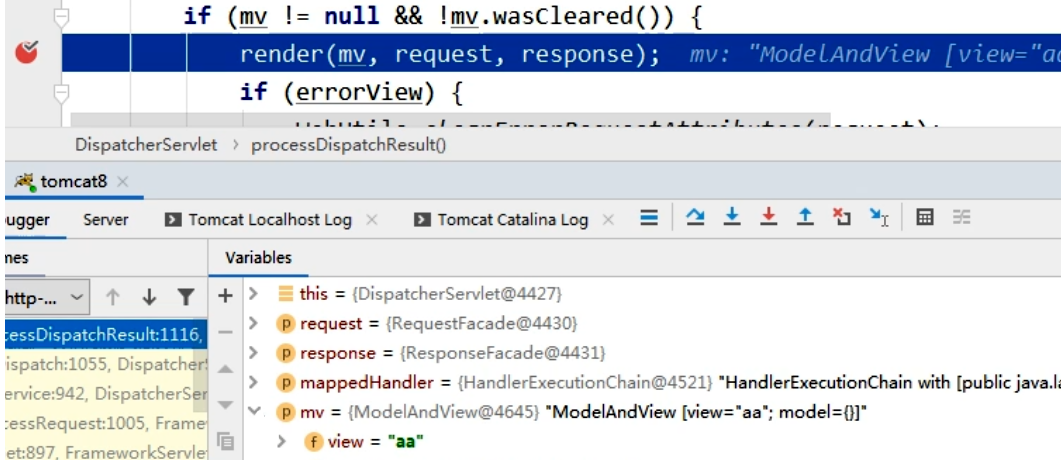 if (mv != null && !mv.wasCleared()) {
render(mv, request, response);  mv: "ModelAndView [view="aa
if (errorView) {
DispatcherServlet > processDispatchResult()
tomcat8 ×
ugger Server Tomcat Localhost Log × Tomcat Catalina Log ×
nes Variables
http-...
this = {DispatcherServlet@4427}
request = {RequestFacade@4430}
cessDispatchResult:1116,
response = {ResponseFacade@4431}
ispatch:1055, Dispatcher
mappedHandler = {HandlerExecutionChain@4521} "HandlerExecutionChain with [public java.la
ervice:942, DispatcherSer
mv = {ModelAndView@4645} "ModelAndView [view="aa"; model={}]"
cessRequest:1005, Frame
view = "aa"
et:897, FrameworkServle